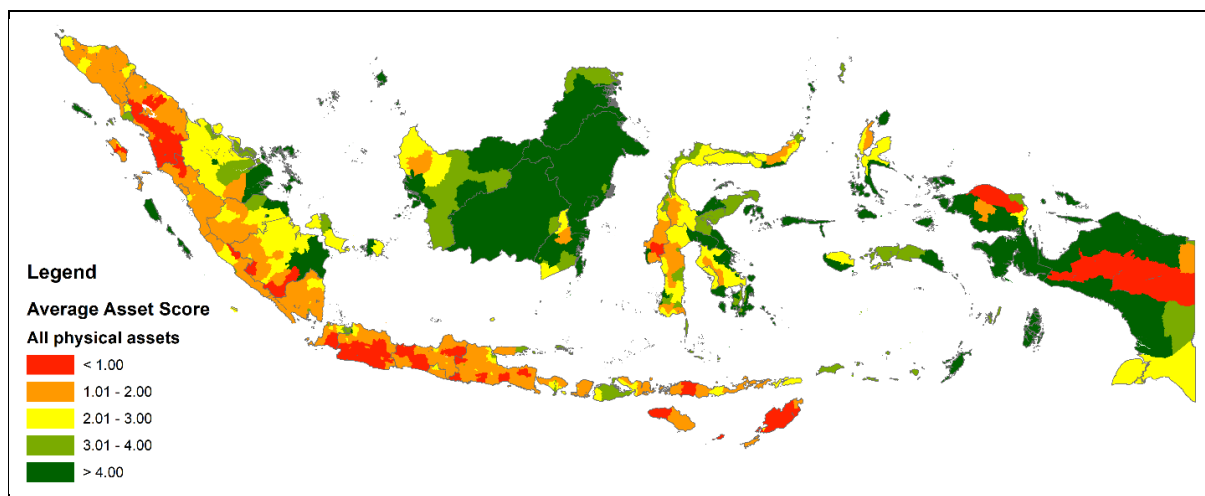 Legend
Average Asset Score
All physical assets
< 1.00
1.01 - 2.00
2.01 - 3.00
3.01 - 4.00
> 4.00